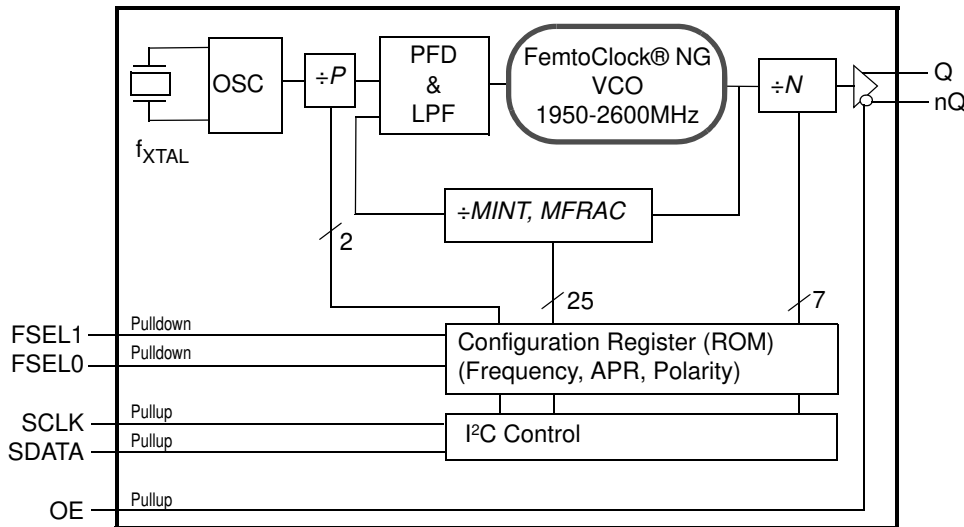 OSC
÷P
PFD
&
LPF
FemtoClock® NG
VCO
1950-2600MHz
÷N
Q
nQ
fXTAL
÷MINT, MFRAC
2
25
7
FSEL1
Pulldown
FSEL0
Pulldown
Configuration Register (ROM)
(Frequency, APR, Polarity)
SCLK
Pullup
SDATA
Pullup
I²C Control
OE
Pullup